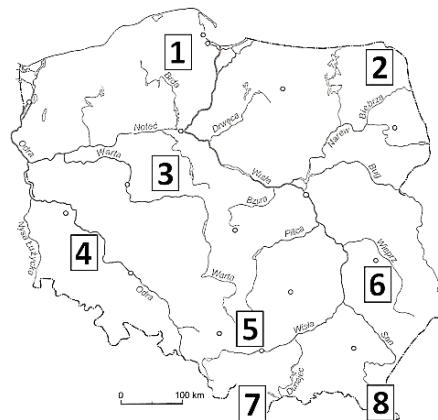 1
2
Brda
Biebrza
Drwęca
Noteć
Narew
Odra
Warta
3
Wisła
Bug
Bzura
Nysa Łużycka
4
Pilica
Wieprz
Warta
6
Odra
5
Wisła
San
0 100 km
7
Dunajec
8